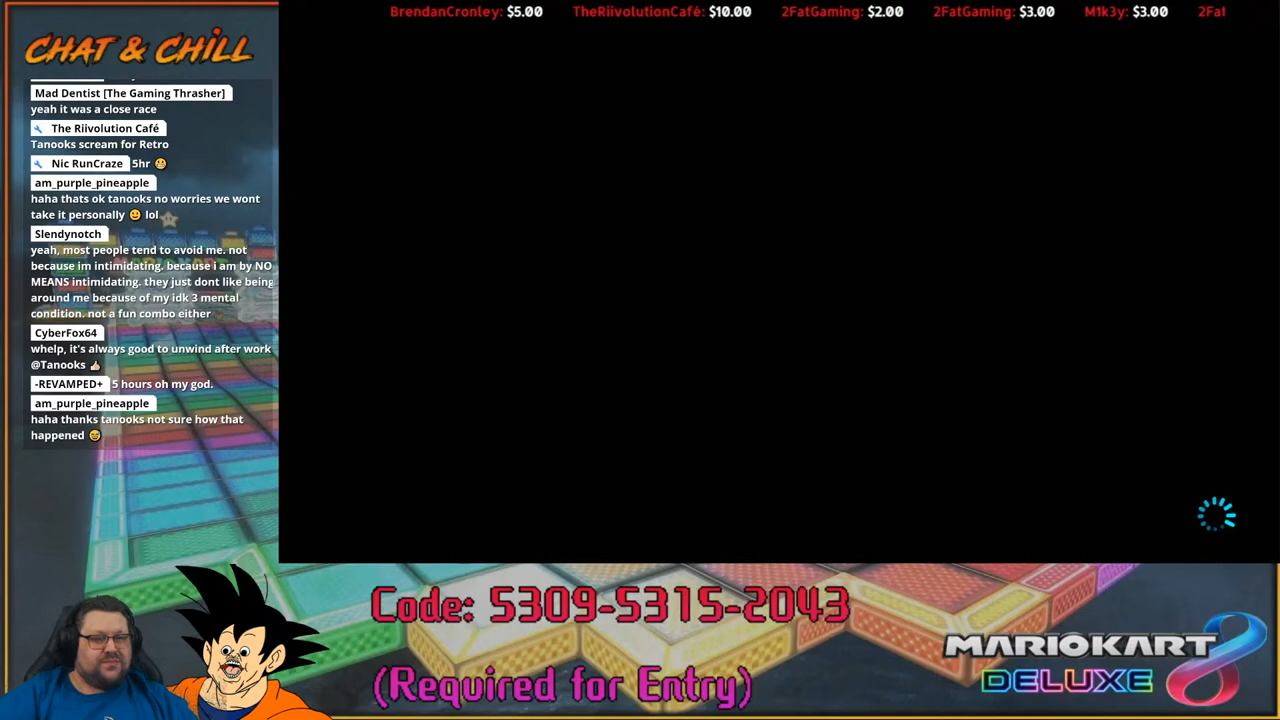 BrendanCronley: $5.00 TheRiivolutionCafé: $10.00 2FatGaming: $2.00 2FatGaming: $3.00 M1k3y: $3.00 2Fat
CHAT & CHILL
Mad Dentist [The Gaming Thrasher]
yeah it was a close race
The Riivolution Café
Tanooks scream for Retro
Nic RunCraze 5hr 😬
am_purple_pineapple
haha thats ok tanooks no worries we wont
take it personally 🙂 lol
Slendynotch
yeah, most people tend to avoid me. not
because im intimidating. because i am by NO
MEANS intimidating. they just dont like being
around me because of my idk 3 mental
condition. not a fun combo either
CyberFox64
whelp, it's always good to unwind after work
@Tanooks 👍🏻
-REVAMPED+ 5 hours oh my god.
am_purple_pineapple
haha thanks tanooks not sure how that
happened 😅
Code: 5309-5315-2043
(Required for Entry)
MARIOKART 8
DELUXE